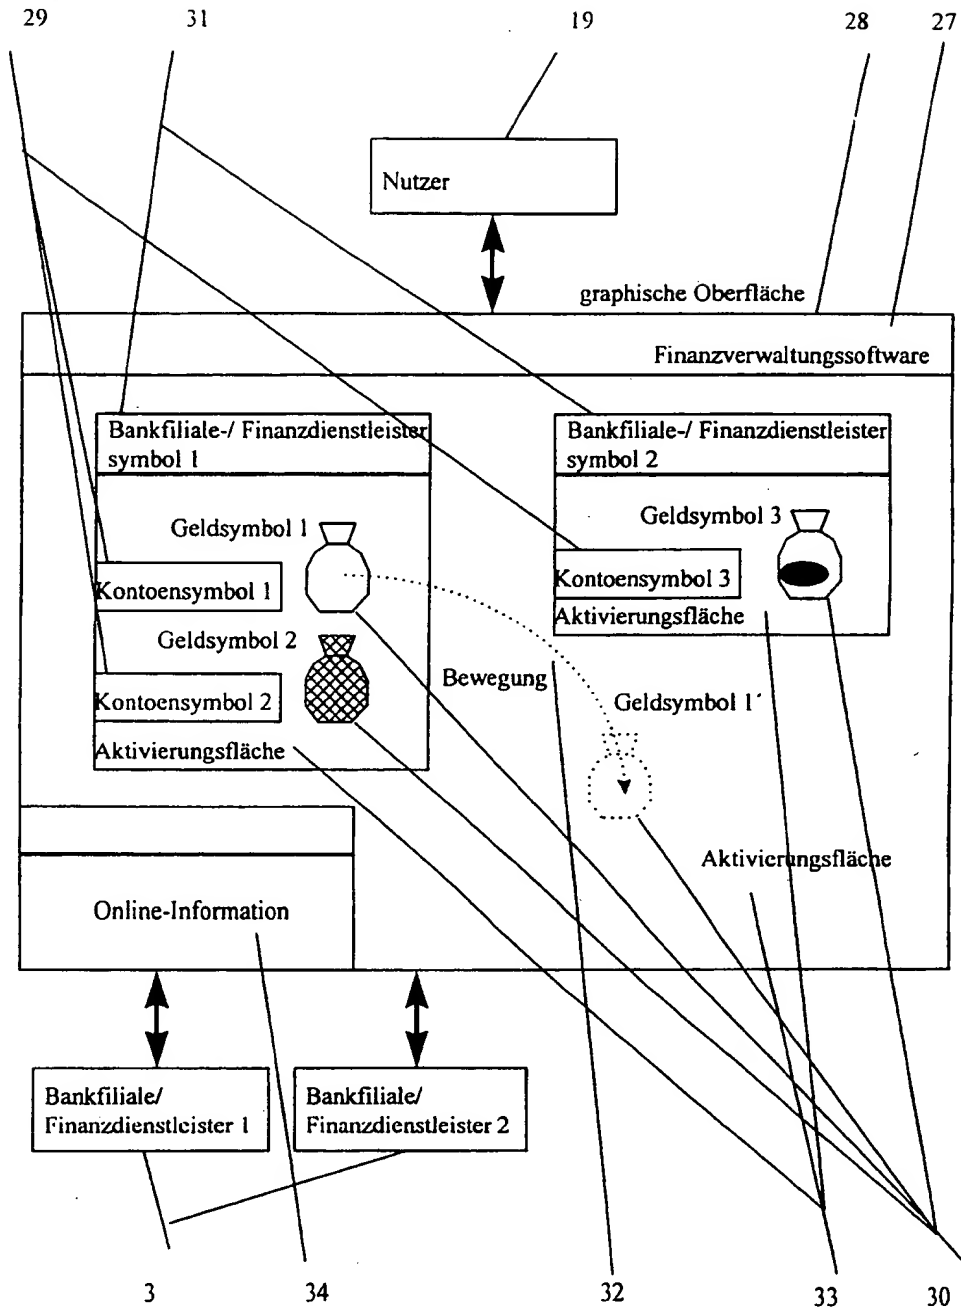 29
31
19
28
27
Nutzer
graphische Oberfläche
Finanzverwaltungssoftware
Bankfiliale-/ Finanzdienstleister
symbol 1
Bankfiliale-/ Finanzdienstleister
symbol 2
Geldsymbol 1
Geldsymbol 3
Kontoensymbol 1
Kontoensymbol 3
Aktivierungsfläche
Geldsymbol 2
Bewegung
Kontoensymbol 2
Geldsymbol 1´
Aktivierungsfläche
Aktivierungsfläche
Online-Information
Bankfiliale/
Finanzdienstleister 1
Bankfiliale/
Finanzdienstleister 2
3
34
32
33
30